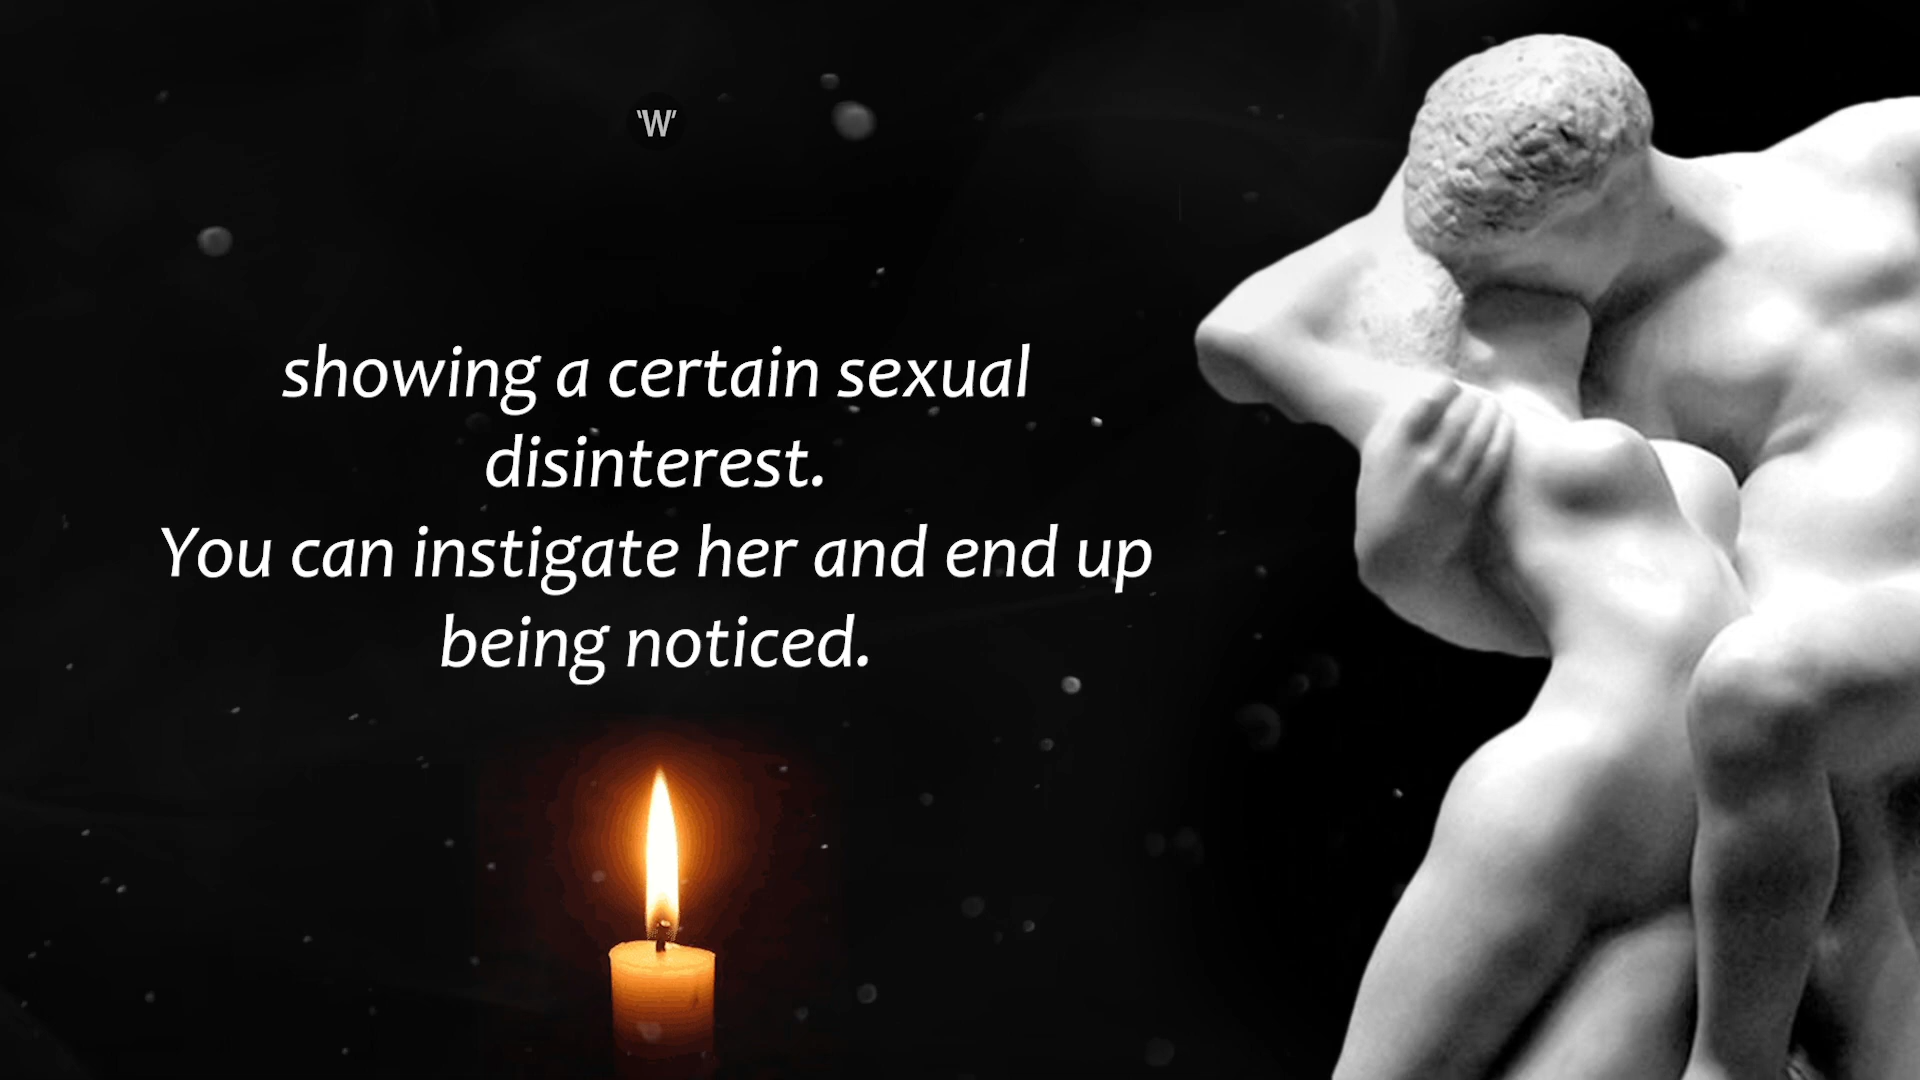 'W'
showing a certain sexual
disinterest.
You can instigate her and end up
being noticed.